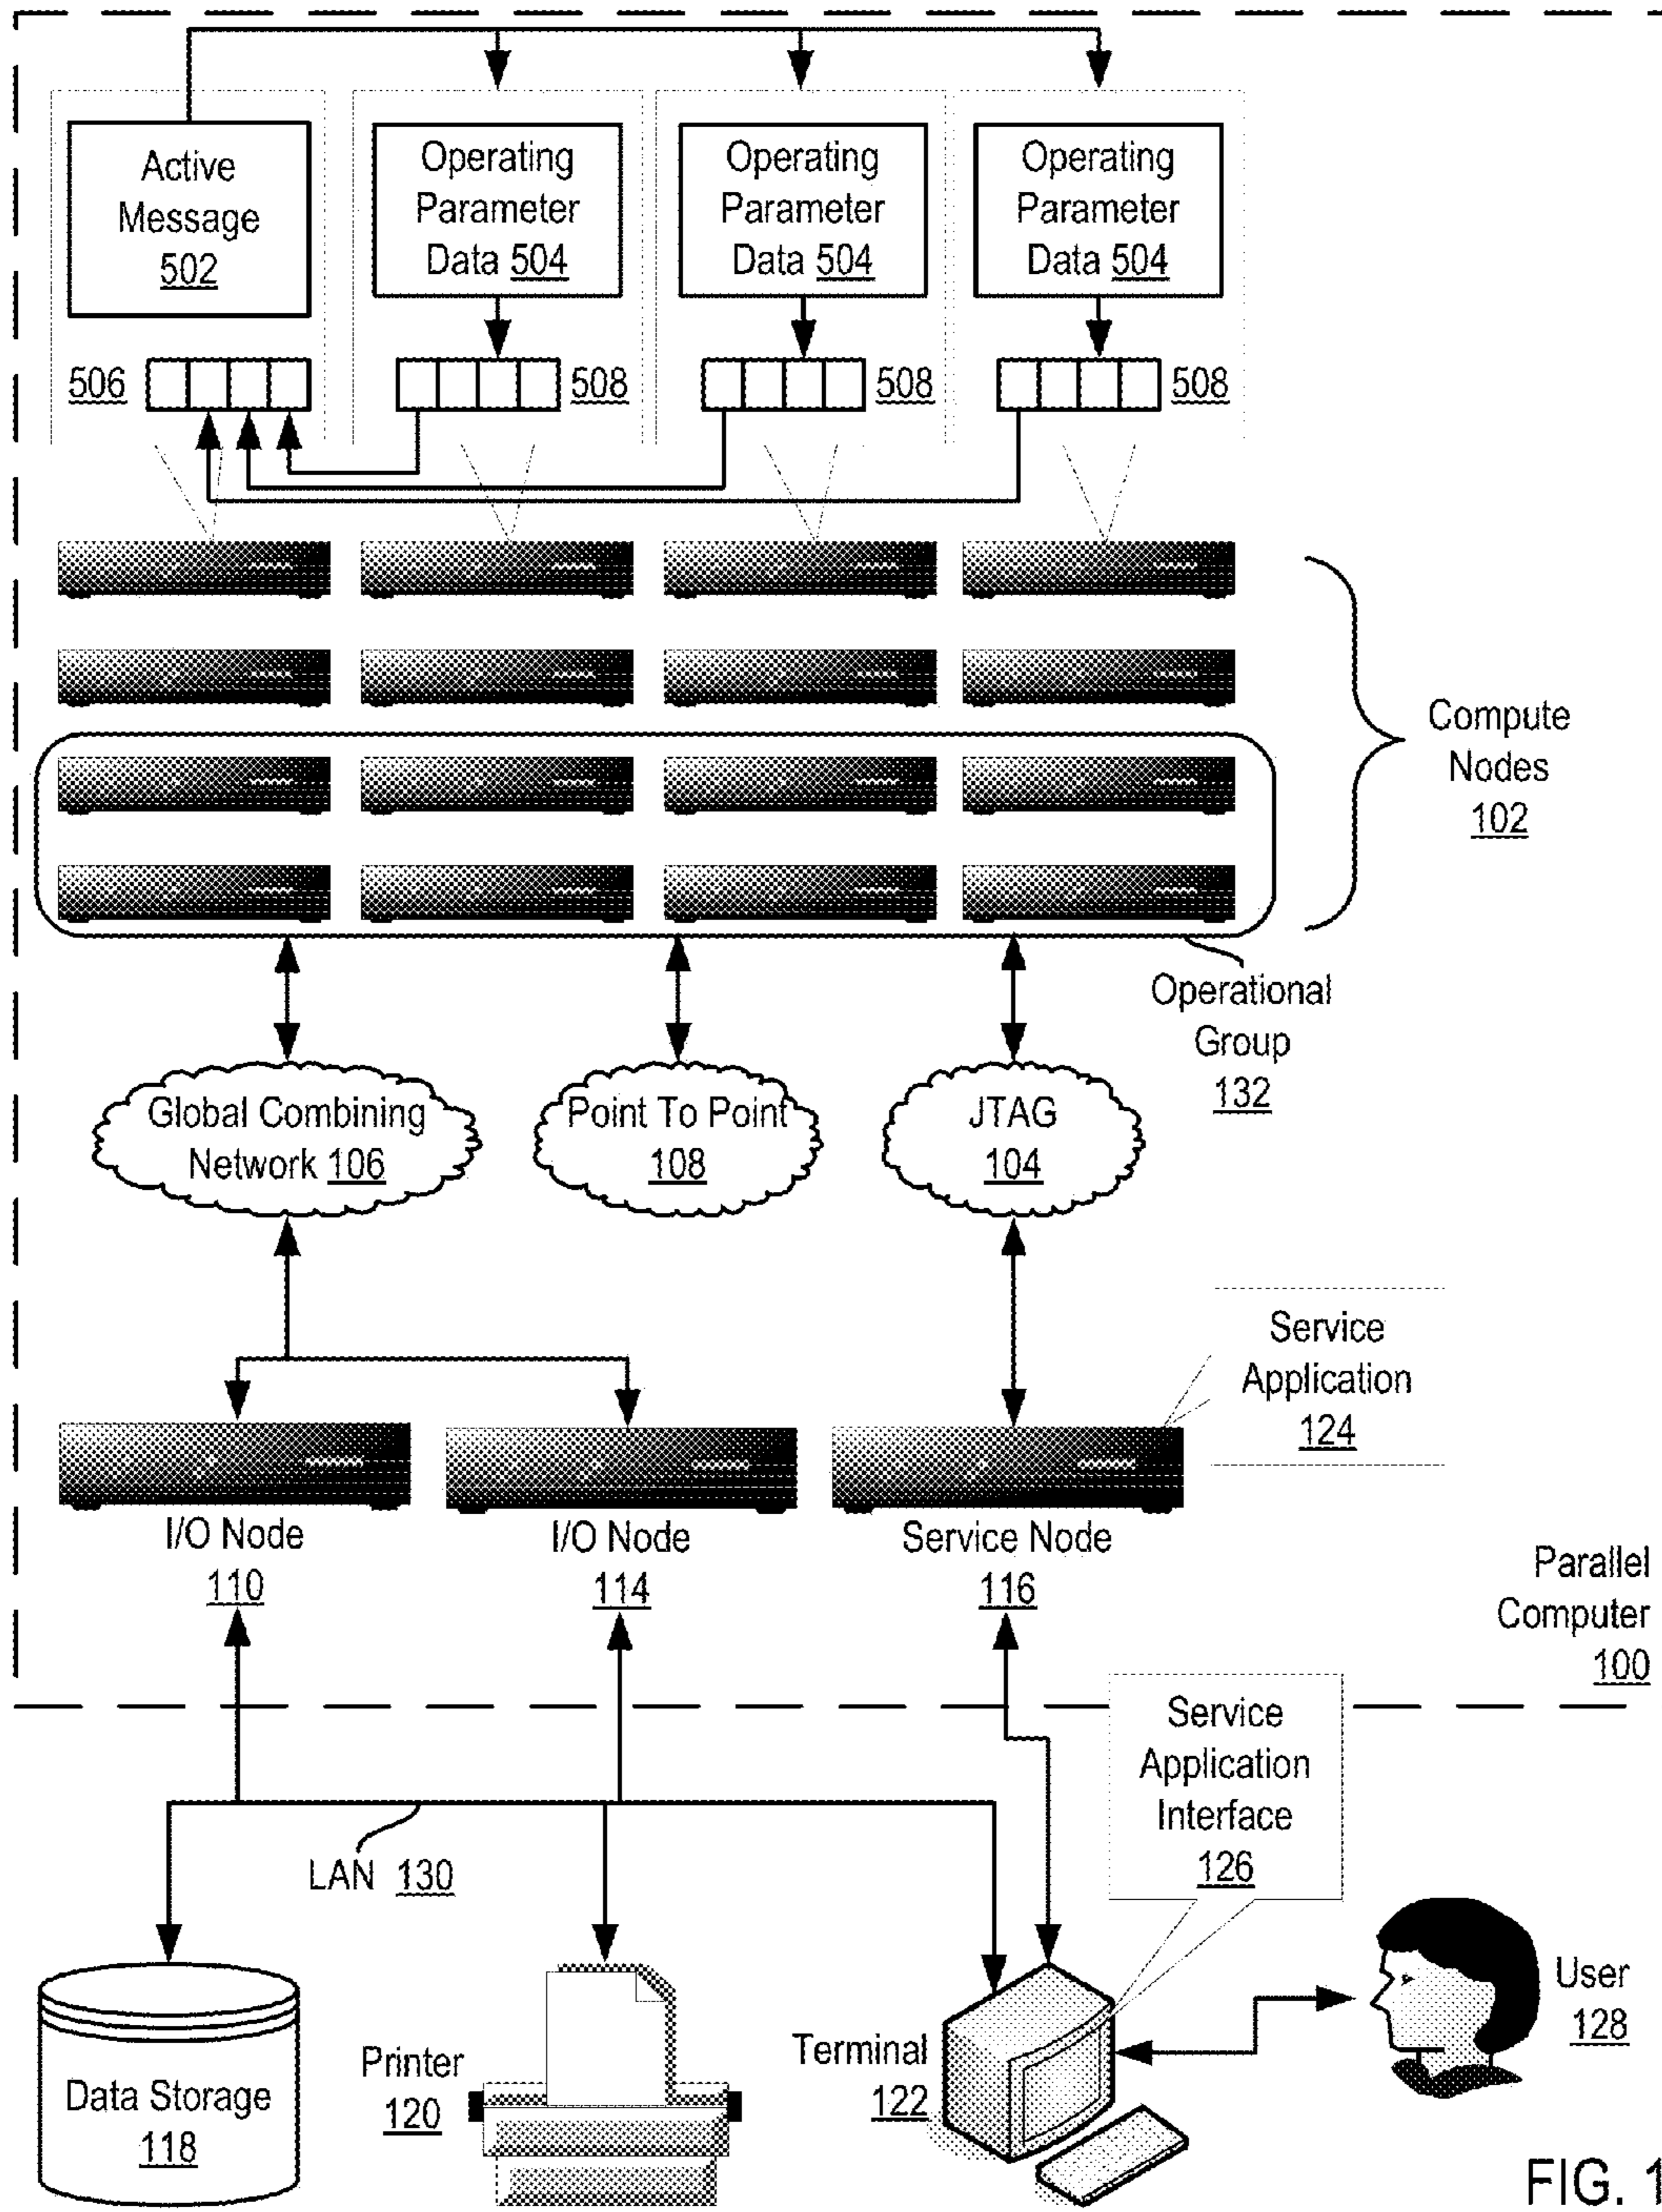 Active
Message
502
Operating
Parameter
Data 504
Operating
Parameter
Data 504
Operating
Parameter
Data 504
506
508
508
508
Compute
Nodes
102
Operational
Group
132
Global Combining
Network 106
Point To Point
108
JTAG
104
Service
Application
124
I/O Node
110
I/O Node
114
Service Node
116
Parallel
Computer
100
Service
Application
Interface
126
LAN 130
Data Storage
118
Printer
120
Terminal
122
User
128
FIG. 1